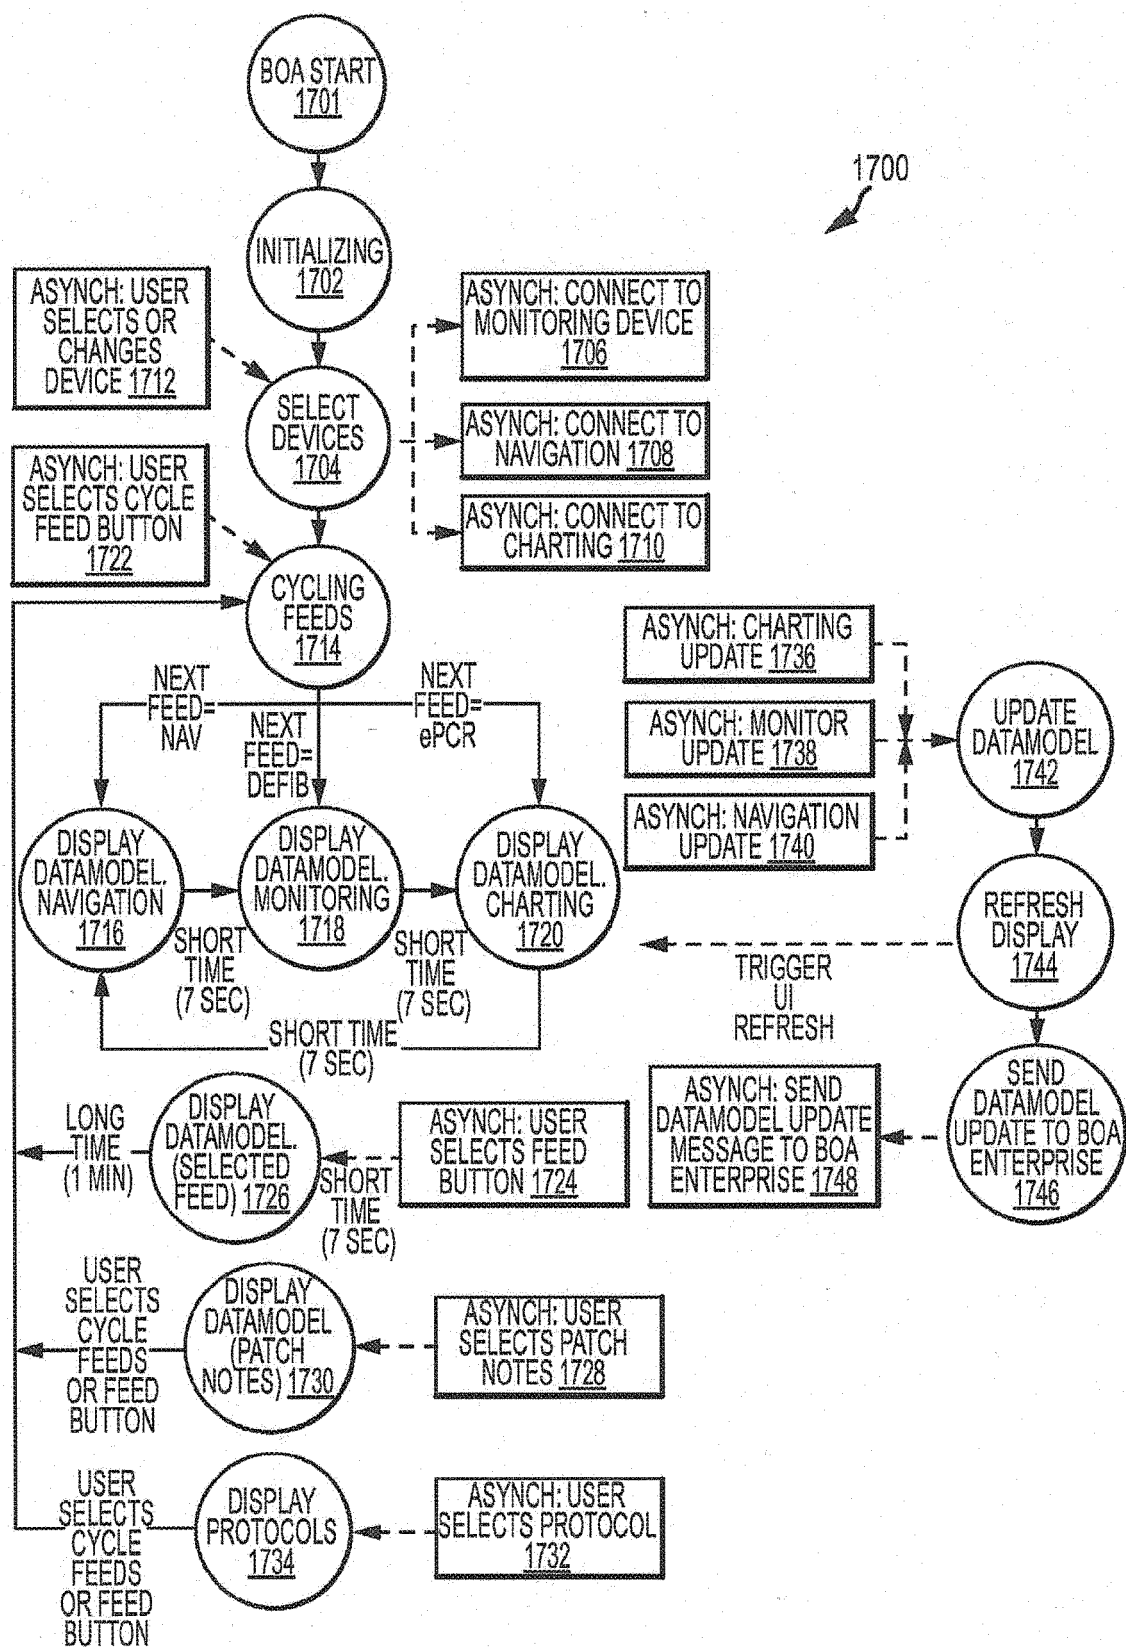 BOA START
1701
1700
INITIALIZING
1702
ASYNCH: USER
SELECTS OR
CHANGES
DEVICE 1712
ASYNCH: CONNECT TO
MONITORING DEVICE
1706
SELECT
DEVICES
1704
ASYNCH: CONNECT TO
NAVIGATION 1708
ASYNCH: USER
SELECTS CYCLE
FEED BUTTON
1722
ASYNCH: CONNECT TO
CHARTING 1710
CYCLING
FEEDS
1714
ASYNCH: CHARTING
UPDATE 1736
NEXT
FEED=
NAV
NEXT
FEED=
DEFIB
NEXT
FEED=
ePCR
ASYNCH: MONITOR
UPDATE 1738
UPDATE
DATAMODEL
1742
ASYNCH: NAVIGATION
UPDATE 1740
DISPLAY
DATAMODEL.
NAVIGATION
1716
DISPLAY
DATAMODEL.
MONITORING
1718
DISPLAY
DATAMODEL.
CHARTING
1720
REFRESH
DISPLAY
1744
SHORT
TIME
(7 SEC)
SHORT
TIME
(7 SEC)
TRIGGER
UI
REFRESH
SHORT TIME
(7 SEC)
LONG
TIME
(1 MIN)
DISPLAY
DATAMODEL.
(SELECTED
FEED) 1726
SHORT
TIME
(7 SEC)
ASYNCH: USER
SELECTS FEED
BUTTON 1724
ASYNCH: SEND
DATAMODEL UPDATE
MESSAGE TO BOA
ENTERPRISE 1748
SEND
DATAMODEL
UPDATE TO BOA
ENTERPRISE
1746
USER
SELECTS
CYCLE
FEEDS
OR FEED
BUTTON
DISPLAY
DATAMODEL
(PATCH
NOTES) 1730
ASYNCH: USER
SELECTS PATCH
NOTES 1728
USER
SELECTS
CYCLE
FEEDS
OR FEED
BUTTON
DISPLAY
PROTOCOLS
1734
ASYNCH: USER
SELECTS PROTOCOL
1732